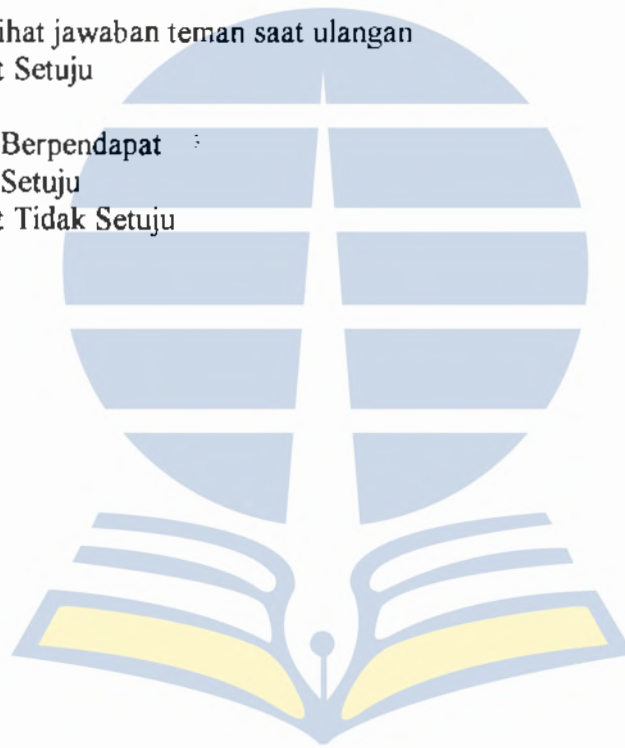 ihat jawaban teman saat ulangan
t Setuju
Berpendapat
Setuju
t Tidak Setuju